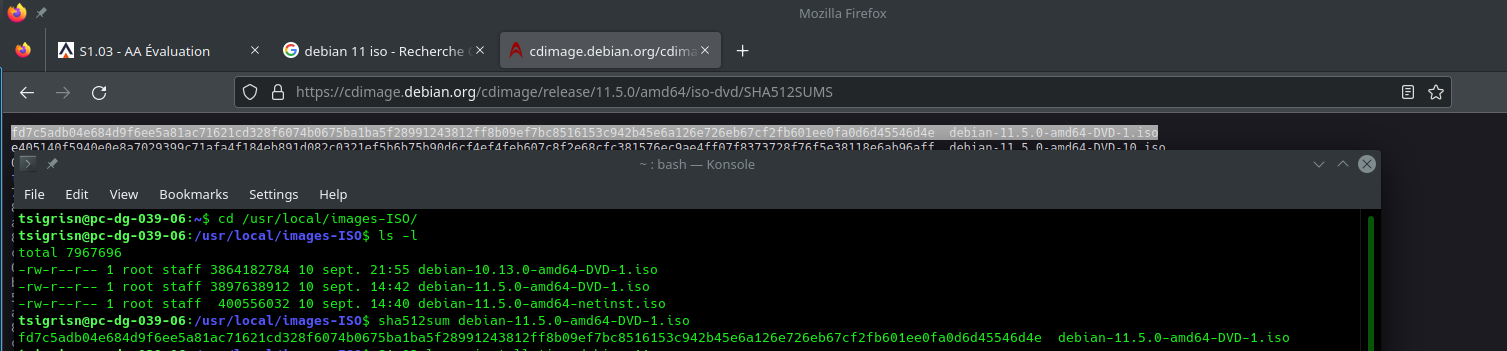 Mozilla Firefox
S1.03 - AA Évaluation
debian 11 iso - Recherche
cdimage.debian.org/cdima
https://cdimage.debian.org/cdimage/release/11.5.0/amd64/iso-dvd/SHA512SUMS
fd7c5adb04e684d9f6ee5a81ac71621cd328f6074b0675ba1ba5f28991243812ff8b09ef7bc8516153c942b45e6a126e726eb67cf2fb601ee0fa0d6d45546d4e  debian-11.5.0-amd64-DVD-1.iso
debian-11.5.0-amd64-DVD-10.iso
~ : bash — Konsole
File Edit View Bookmarks Settings Help
tsigrisn@pc-dg-039-06:~$ cd /usr/local/images-ISO/
tsigrisn@pc-dg-039-06:/usr/local/images-ISO$ ls -l
total 7967696
-rw-r--r-- 1 root staff 3864182784 10 sept. 21:55 debian-10.13.0-amd64-DVD-1.iso
-rw-r--r-- 1 root staff 3897638912 10 sept. 14:42 debian-11.5.0-amd64-DVD-1.iso
-rw-r--r-- 1 root staff  400556032 10 sept. 14:40 debian-11.5.0-amd64-netinst.iso
tsigrisn@pc-dg-039-06:/usr/local/images-ISO$ sha512sum debian-11.5.0-amd64-DVD-1.iso
fd7c5adb04e684d9f6ee5a81ac71621cd328f6074b0675ba1ba5f28991243812ff8b09ef7bc8516153c942b45e6a126e726eb67cf2fb601ee0fa0d6d45546d4e  debian-11.5.0-amd64-DVD-1.iso